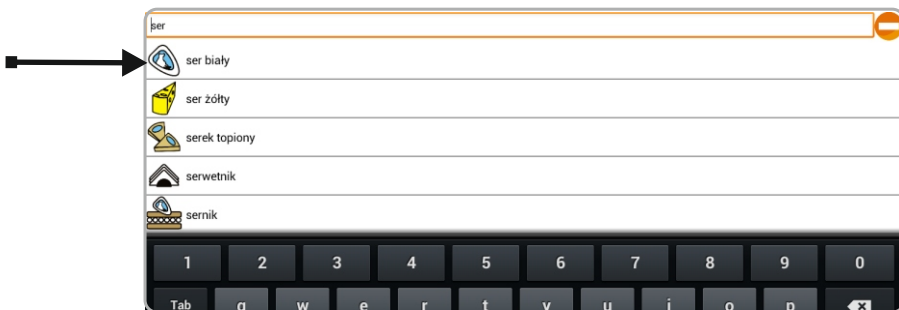 ser
ser biały
ser żółty
serek topiony
serwetnik
sernik
1 2 3 4 5 6 7 8 9 0
Tab q w e r t y u i o p